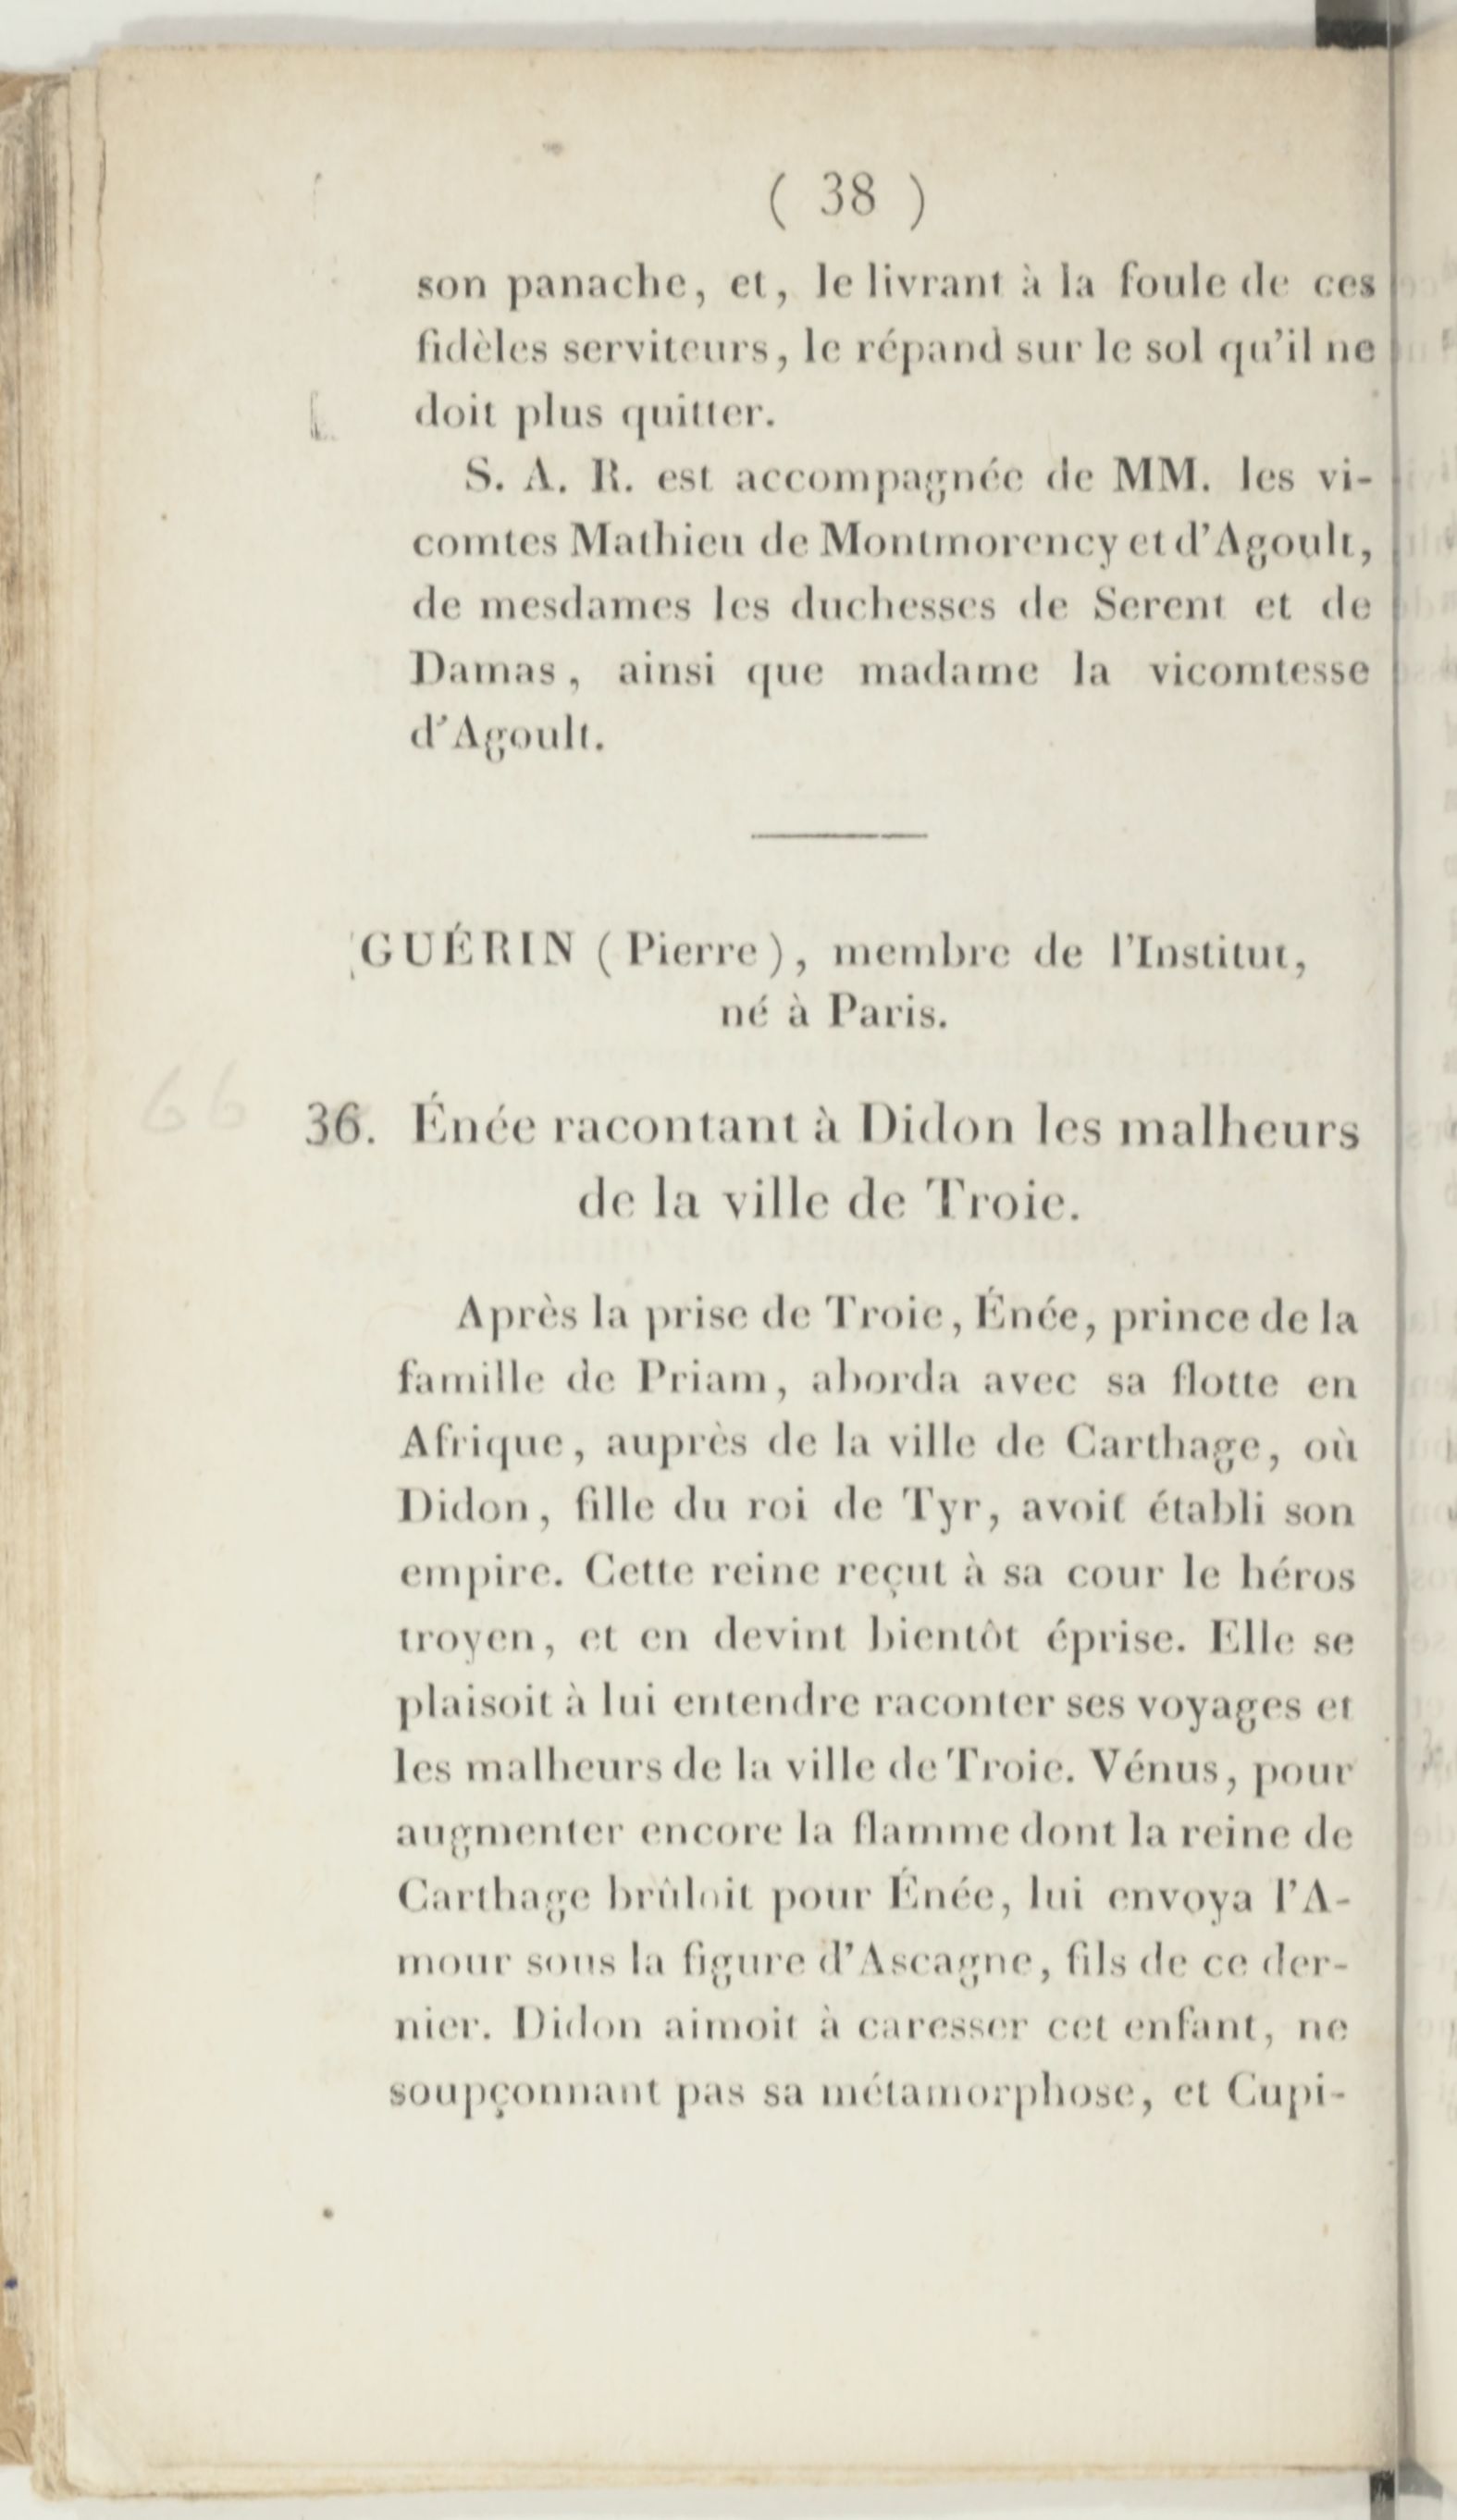 ( 38 )
son panache, et, le livrant à la foule de ces
fidèles serviteurs, le répand sur le sol qu'il ne
doit plus quitter.
S. A. R. est accompagnée de MM. les vi-
comtes Mathieu de Montmorency et d'Agoult,
de mesdames les duchesses de Serent et de
Damas, ainsi que madame la vicomtesse
d'Agoult.
GUÉRIN (Pierre), membre de l'Institut,
né à Paris.
66
36. Énée racontant à Didon les malheurs
de la ville de Troie.
Après la prise de Troie, Énée, prince de la
famille de Priam, aborda avec sa flotte en
Afrique, auprès de la ville de Carthage, où
Didon, fille du roi de Tyr, avoit établi son
empire. Cette reine reçut à sa cour le héros
troyen, et en devint bientôt éprise. Elle se
plaisoit à lui entendre raconter ses voyages et
les malheurs de la ville de Troie. Vénus, pour
augmenter encore la flamme dont la reine de
Carthage brûloit pour Énée, lui envoya l'A-
mour sous la figure d'Ascagne, fils de ce der-
nier. Didon aimoit à caresser cet enfant, ne
soupçonnant pas sa métamorphose, et Cupi-